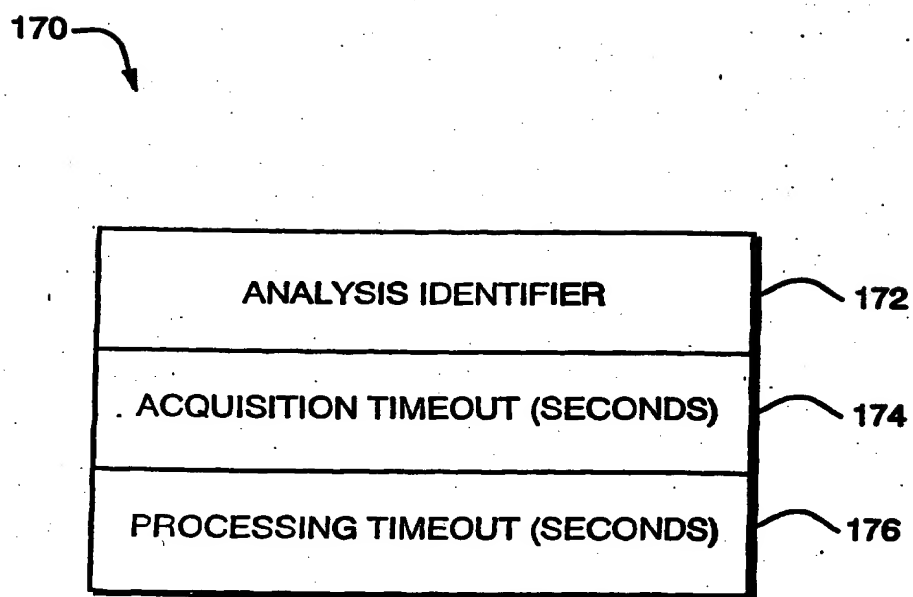 170
ANALYSIS IDENTIFIER
172
ACQUISITION TIMEOUT (SECONDS)
174
PROCESSING TIMEOUT (SECONDS)
176